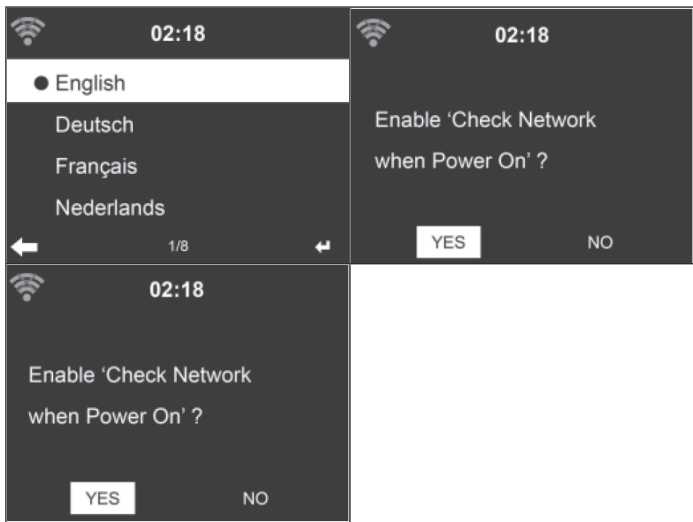 02:18
English
Deutsch
Français
Nederlands
1/8
02:18
Enable ‘Check Network
when Power On’ ?
YES NO
02:18
Enable ‘Check Network
when Power On’ ?
YES NO